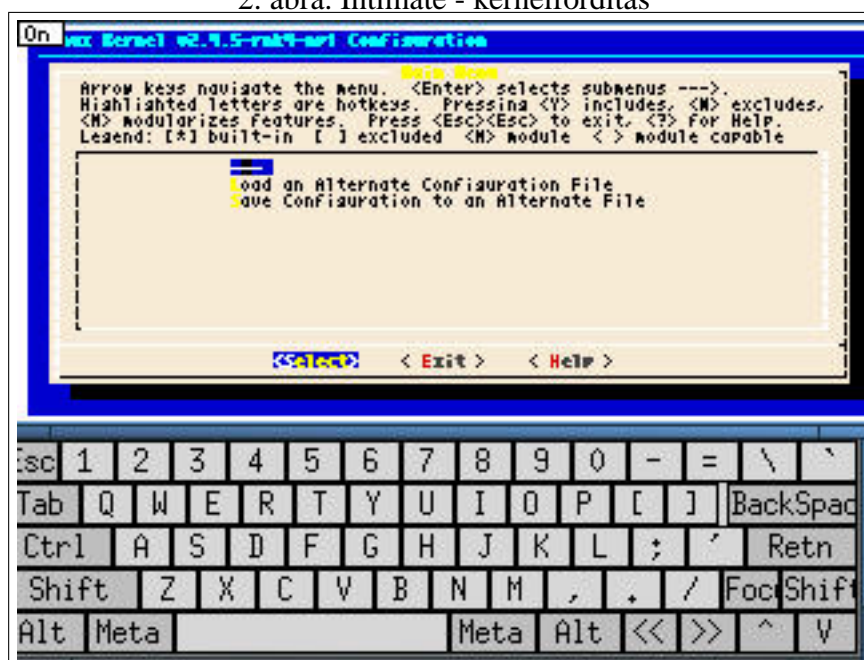 2. ábra. Intimate - kernelfordítás
On
Kernel v2.4.5-rmk4-np1 Configuration
Main Menu
Arrow keys navigate the menu. <Enter> selects submenus --->.
Highlighted letters are hotkeys. Pressing <Y> includes, <N> excludes,
<M> modularizes features. Press <Esc><Esc> to exit, <?> for Help.
Legend: [*] built-in [ ] excluded <M> module < > module capable
---
Load an Alternate Configuration File
Save Configuration to an Alternate File
<Select> < Exit > < Help >
Esc 1 2 3 4 5 6 7 8 9 0 - = \ `
Tab Q W E R T Y U I O P [ ] BackSpac
Ctrl A S D F G H J K L ; ' Retn
Shift Z X C V B N M , . / Foc Shift
Alt Meta Meta Alt << >> ^ V